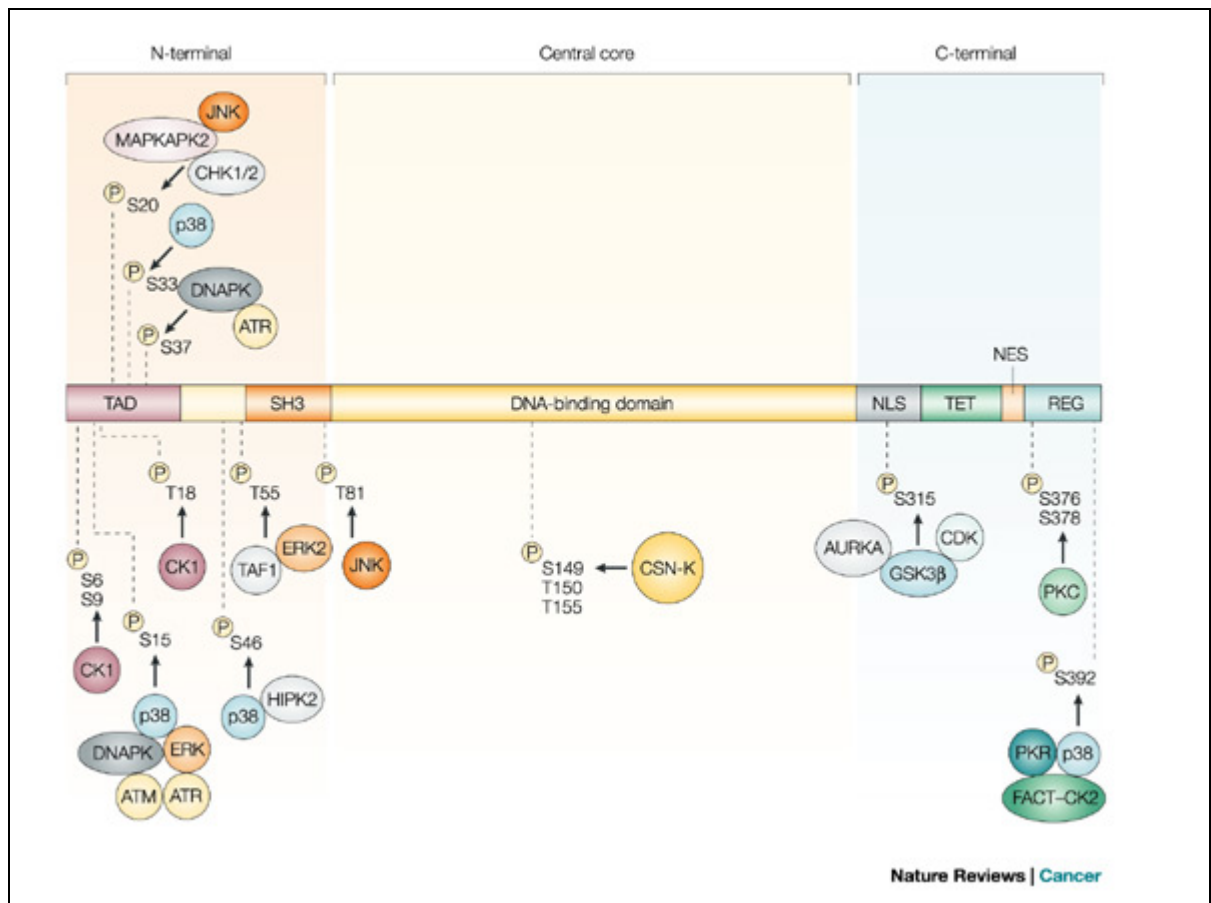 N-terminal
Central core
C-terminal
JNK
MAPKAPK2
CHK1/2
P
S20
p38
P
S33
DNAPK
ATR
P
S37
NES
TAD
SH3
DNA-binding domain
NLS
TET
REG
P
T18
P
T55
P
T81
P
S315
P
S376
S378
CK1
TAF1
ERK2
JNK
P
S6
S9
P
S149
T150
T155
CSN-K
AURKA
GSK3β
CDK
PKC
CK1
P
S15
P
S46
p38
HIPK2
p38
DNAPK
ERK
ATM
ATR
P
S392
PKR
p38
FACT–CK2
Nature Reviews | Cancer